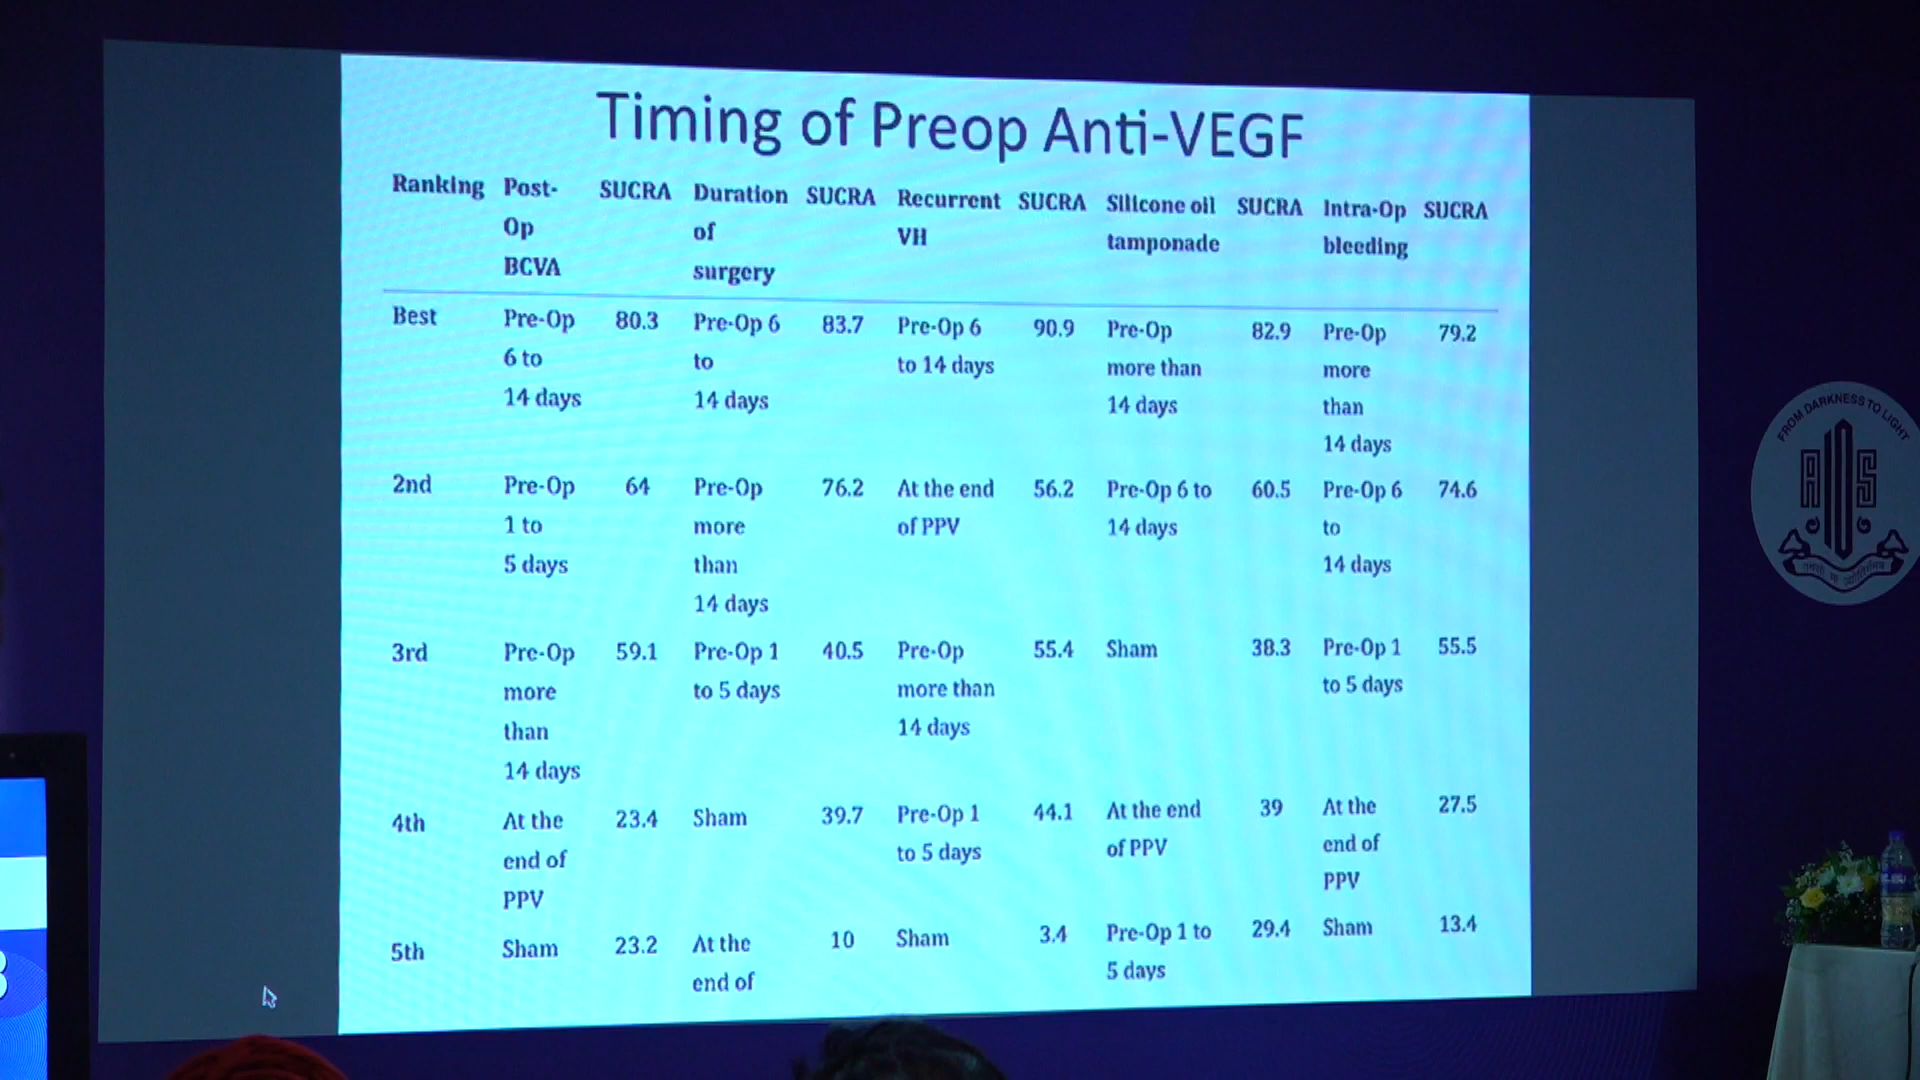 Timing of Preop Anti-VEGF
Ranking Post-Op BCVA SUCRA Duration of surgery SUCRA Recurrent VH SUCRA Silicone oil tamponade SUCRA Intra-Op bleeding SUCRA
Best Pre-Op 6 to 14 days 80.3 Pre-Op 6 to 14 days 83.7 Pre-Op 6 to 14 days 90.9 Pre-Op more than 14 days 82.9 Pre-Op more than 14 days 79.2
2nd Pre-Op 1 to 5 days 64 Pre-Op more than 14 days 76.2 At the end of PPV 56.2 Pre-Op 6 to 14 days 60.5 Pre-Op 6 to 14 days 74.6
3rd Pre-Op more than 14 days 59.1 Pre-Op 1 to 5 days 40.5 Pre-Op more than 14 days 55.4 Sham 38.3 Pre-Op 1 to 5 days 55.5
4th At the end of PPV 23.4 Sham 39.7 Pre-Op 1 to 5 days 44.1 At the end of PPV 39 At the end of PPV 27.5
5th Sham 23.2 At the end of 10 Sham 3.4 Pre-Op 1 to 5 days 29.4 Sham 13.4
FROM DARKNESS TO LIGHT
AIOS